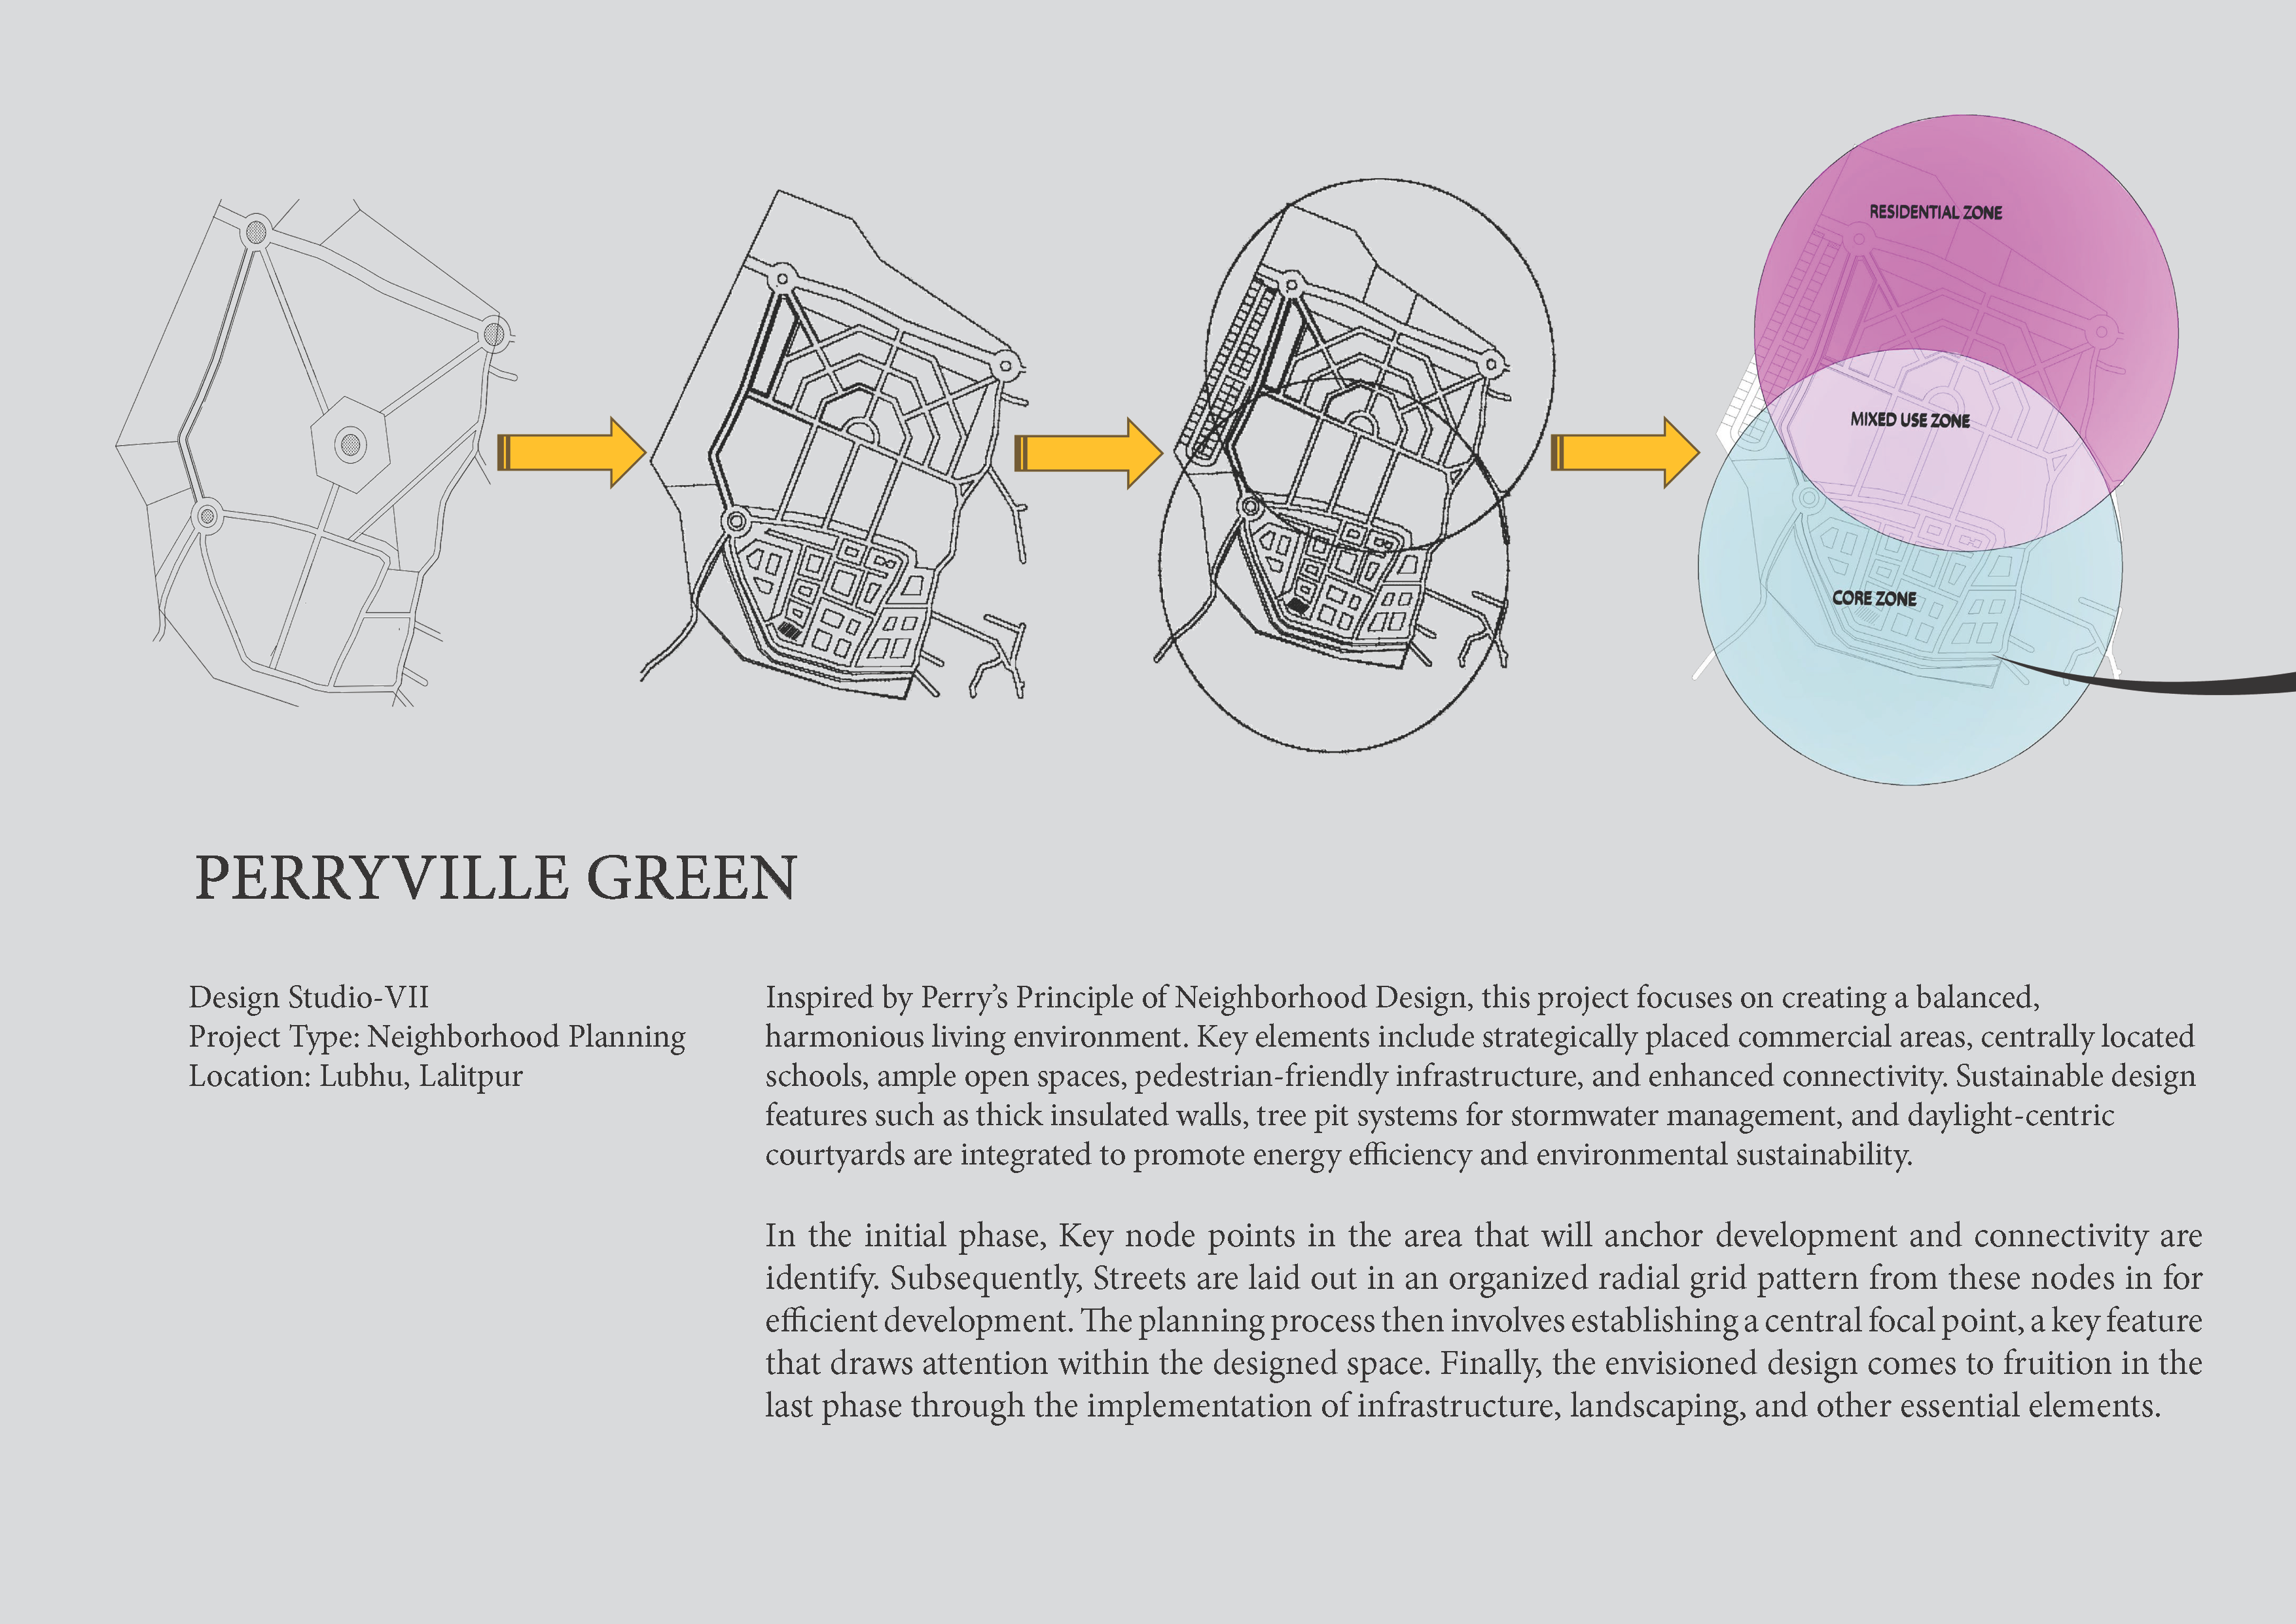 RESIDENTIAL ZONE
MIXED USE ZONE
CORE ZONE
PERRYVILLE GREEN
Design Studio-VII
Project Type: Neighborhood Planning
Location: Lubhu, Lalitpur
Inspired by Perry's Principle of Neighborhood Design, this project focuses on creating a balanced,
harmonious living environment. Key elements include strategically placed commercial areas, centrally located
schools, ample open spaces, pedestrian-friendly infrastructure, and enhanced connectivity. Sustainable design
features such as thick insulated walls, tree pit systems for stormwater management, and daylight-centric
courtyards are integrated to promote energy efficiency and environmental sustainability.
In the initial phase, Key node points in the area that will anchor development and connectivity are
identify. Subsequently, Streets are laid out in an organized radial grid pattern from these nodes in for
efficient development. The planning process then involves establishing a central focal point, a key feature
that draws attention within the designed space. Finally, the envisioned design comes to fruition in the
last phase through the implementation of infrastructure, landscaping, and other essential elements.